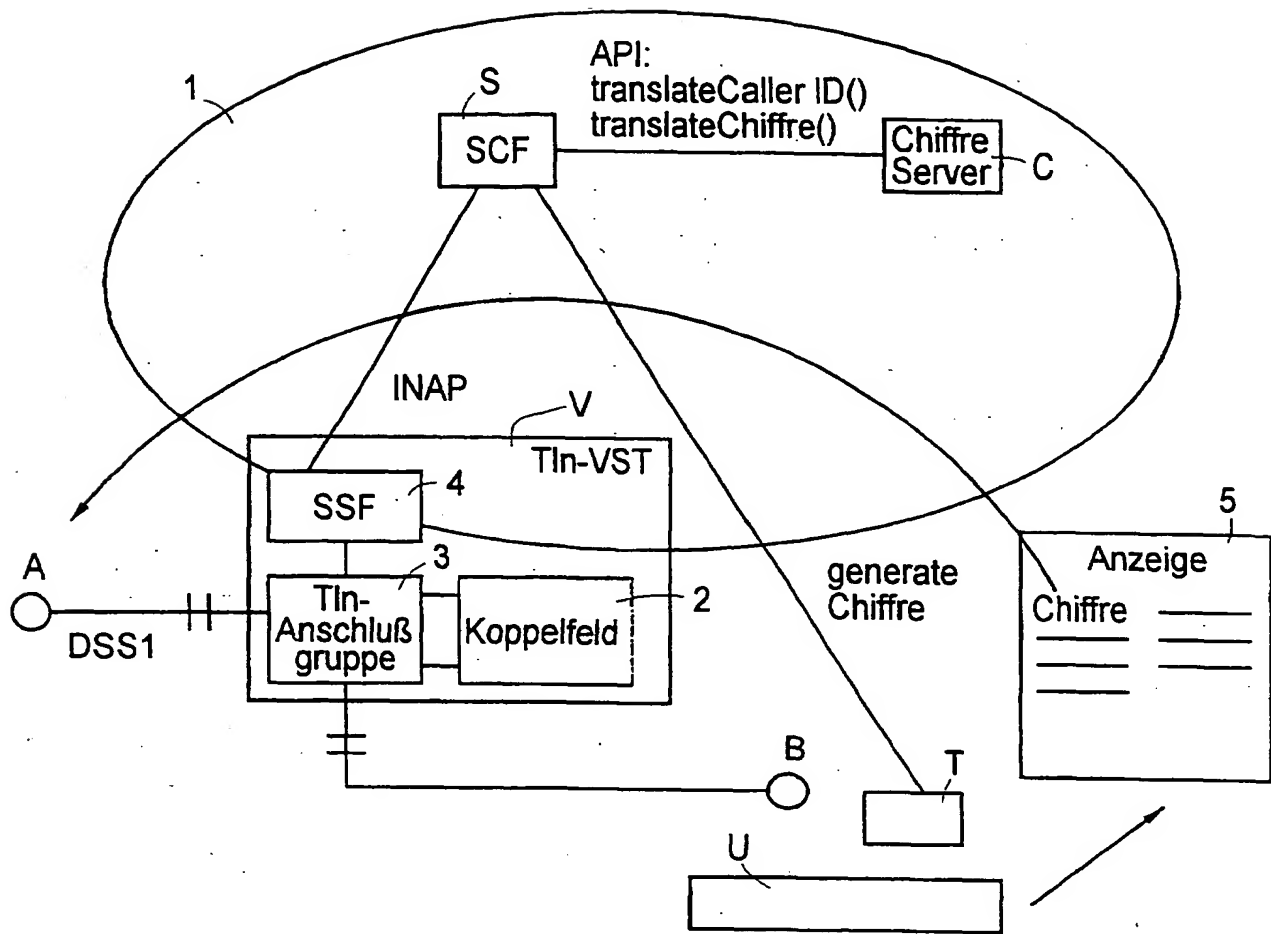 1
S
SCF
API:
translateCaller ID()
translateChiffre()
Chiffre
Server
C
INAP
V
Tln-VST
SSF
4
A
DSS1
3
Tln-
Anschluß
gruppe
Koppelfeld
2
generate
Chiffre
5
Anzeige
Chiffre
B
T
U